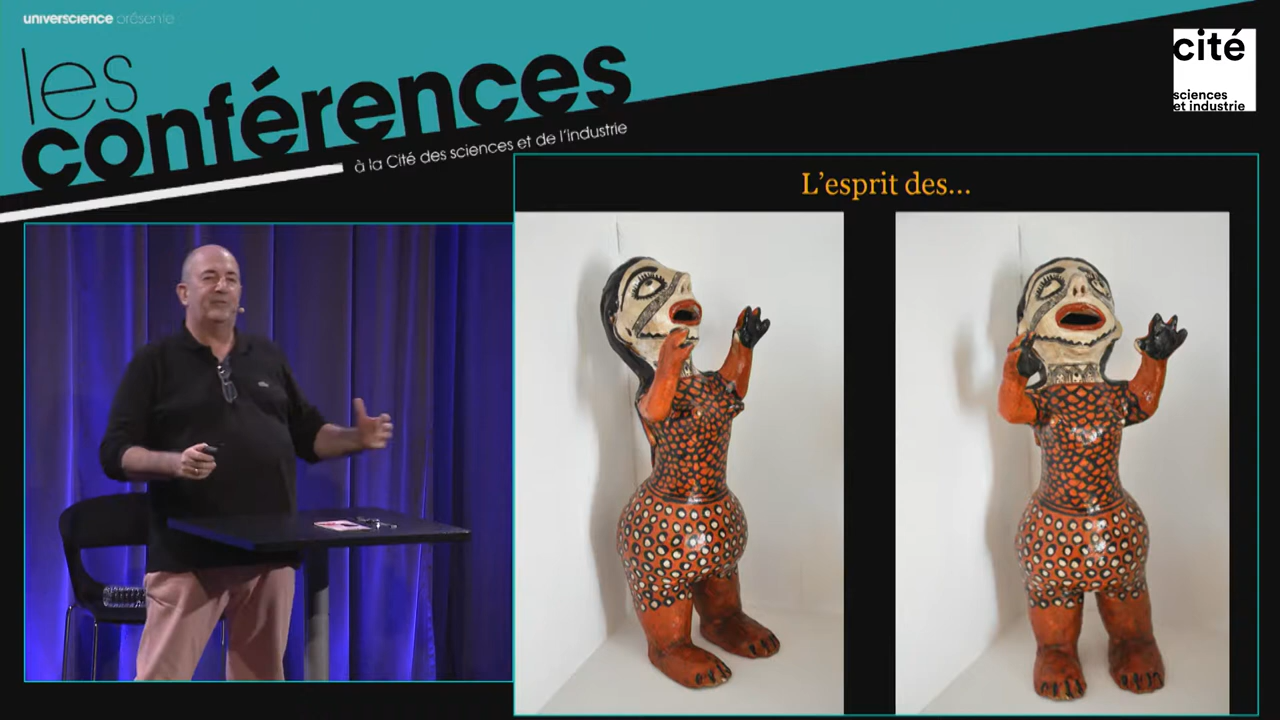 universcience présente
les
conférences
à la Cité des sciences et de l'industrie
cité
sciences
et industrie
L'esprit des...